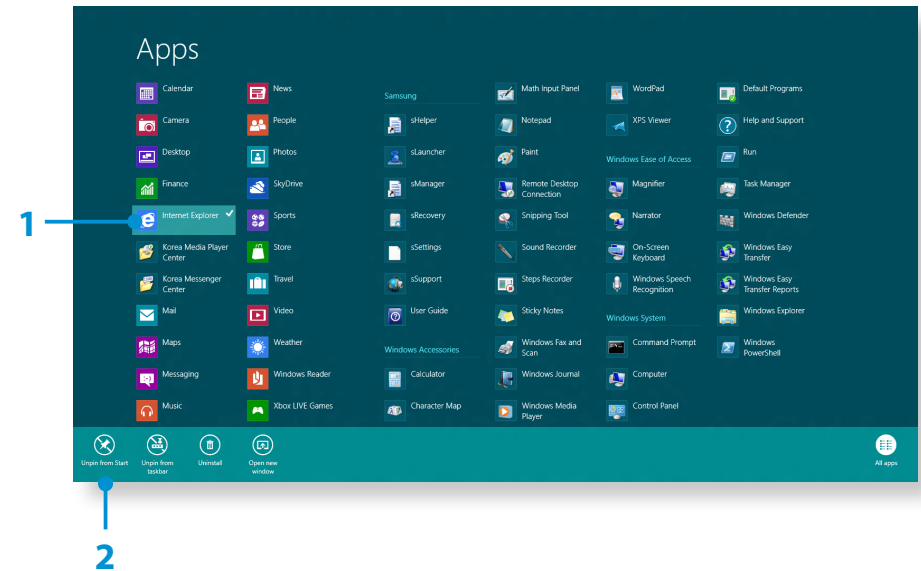 Apps
Calendar
Camera
Desktop
Finance
Internet Explorer
Korea Media Player
Center
Korea Messenger
Center
Mail
Maps
Messaging
Music
News
People
Photos
SkyDrive
Sports
Store
Travel
Video
Weather
Windows Reader
Xbox LIVE Games
Samsung
sHelper
sLauncher
sManager
sRecovery
sSettings
sSupport
User Guide
Windows Accessories
Calculator
Character Map
Math Input Panel
Notepad
Paint
Remote Desktop
Connection
Snipping Tool
Sound Recorder
Steps Recorder
Sticky Notes
Windows Fax and
Scan
Windows Journal
Windows Media
Player
WordPad
XPS Viewer
Windows Ease of Access
Magnifier
Narrator
On-Screen
Keyboard
Windows Speech
Recognition
Windows System
Command Prompt
Computer
Control Panel
Default Programs
Help and Support
Run
Task Manager
Windows Defender
Windows Easy
Transfer
Windows Easy
Transfer Reports
Windows Explorer
Windows
PowerShell
1
Unpin from Start
Unpin from
taskbar
Uninstall
Open new
window
All apps
2